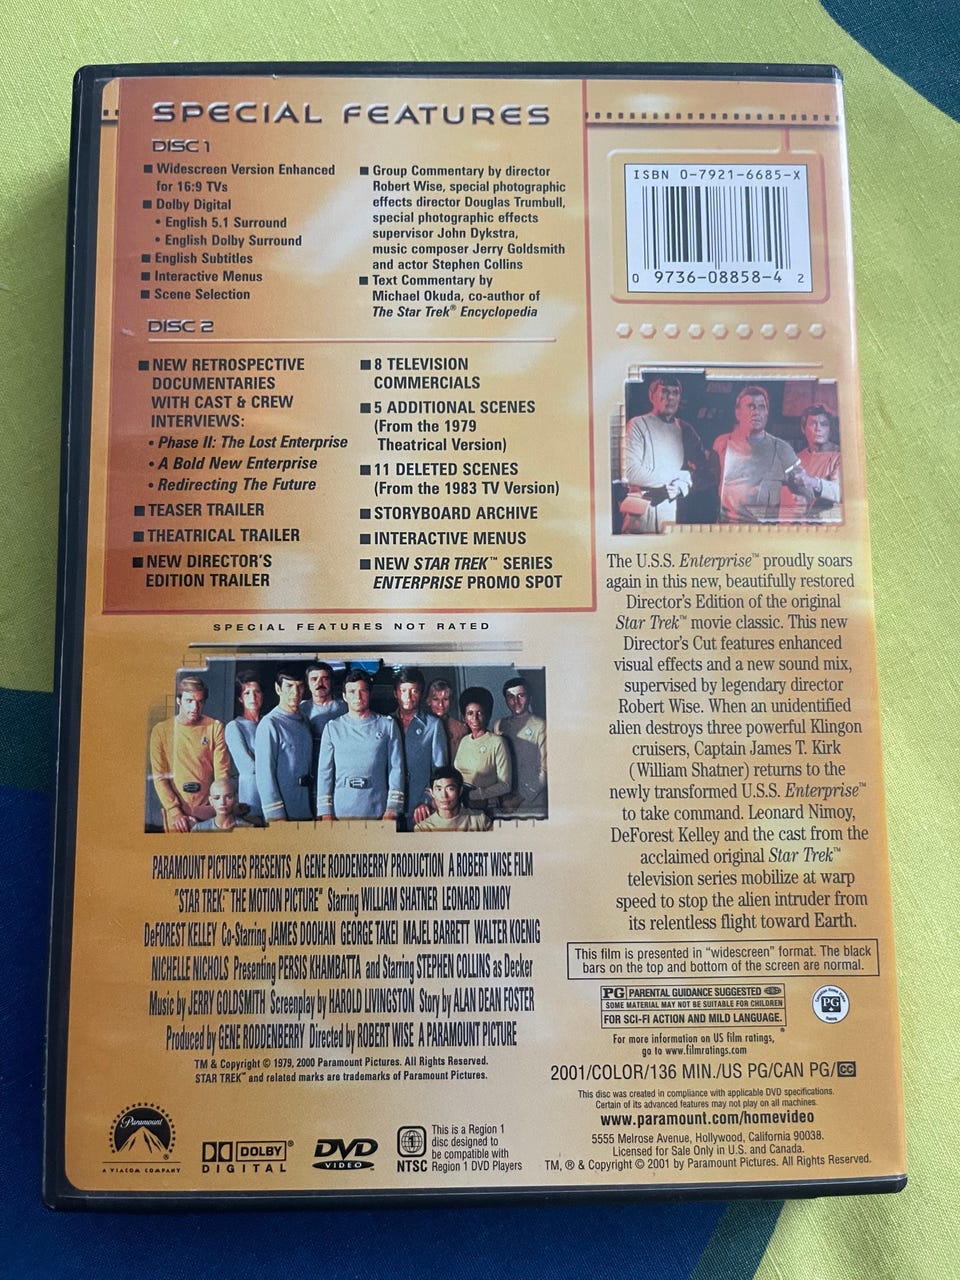 SPECIAL FEATURES
DISC 1
■ Widescreen Version Enhanced
for 16:9 TVs
■ Dolby Digital
• English 5.1 Surround
• English Dolby Surround
■ English Subtitles
■ Interactive Menus
■ Scene Selection
■ Group Commentary by director
Robert Wise, special photographic
effects director Douglas Trumbull,
special photographic effects
supervisor John Dykstra,
music composer Jerry Goldsmith
and actor Stephen Collins
■ Text Commentary by
Michael Okuda, co-author of
The Star Trek® Encyclopedia
DISC 2
■ NEW RETROSPECTIVE
DOCUMENTARIES
WITH CAST & CREW
INTERVIEWS:
• Phase II: The Lost Enterprise
• A Bold New Enterprise
• Redirecting The Future
■ TEASER TRAILER
■ THEATRICAL TRAILER
■ NEW DIRECTOR'S
EDITION TRAILER
■ 8 TELEVISION
COMMERCIALS
■ 5 ADDITIONAL SCENES
(From the 1979
Theatrical Version)
■ 11 DELETED SCENES
(From the 1983 TV Version)
■ STORYBOARD ARCHIVE
■ INTERACTIVE MENUS
■ NEW STAR TREK™ SERIES
ENTERPRISE PROMO SPOT
SPECIAL FEATURES NOT RATED
ISBN 0-7921-6685-X
0 9736-08858-4 2
The U.S.S. Enterprise™ proudly soars
again in this new, beautifully restored
Director's Edition of the original
Star Trek™ movie classic. This new
Director's Cut features enhanced
visual effects and a new sound mix,
supervised by legendary director
Robert Wise. When an unidentified
alien destroys three powerful Klingon
cruisers, Captain James T. Kirk
(William Shatner) returns to the
newly transformed U.S.S. Enterprise™
to take command. Leonard Nimoy,
DeForest Kelley and the cast from the
acclaimed original Star Trek™
television series mobilize at warp
speed to stop the alien intruder from
its relentless flight toward Earth.
PARAMOUNT PICTURES PRESENTS A GENE RODDENBERRY PRODUCTION A ROBERT WISE FILM
"STAR TREK:™ THE MOTION PICTURE" Starring WILLIAM SHATNER LEONARD NIMOY
DeFOREST KELLEY Co-Starring JAMES DOOHAN GEORGE TAKEI MAJEL BARRETT WALTER KOENIG
NICHELLE NICHOLS Presenting PERSIS KHAMBATTA and Starring STEPHEN COLLINS as Decker
Music by JERRY GOLDSMITH Screenplay by HAROLD LIVINGSTON Story by ALAN DEAN FOSTER
Produced by GENE RODDENBERRY Directed by ROBERT WISE A PARAMOUNT PICTURE
TM & Copyright © 1979, 2000 Paramount Pictures. All Rights Reserved.
STAR TREK™ and related marks are trademarks of Paramount Pictures.
This film is presented in "widescreen" format. The black
bars on the top and bottom of the screen are normal.
PG PARENTAL GUIDANCE SUGGESTED
SOME MATERIAL MAY NOT BE SUITABLE FOR CHILDREN
FOR SCI-FI ACTION AND MILD LANGUAGE.
®
PG
For more information on US film ratings,
go to www.filmratings.com
2001/COLOR/136 MIN./US PG/CAN PG/CC
This disc was created in compliance with applicable DVD specifications.
Certain of its advanced features may not play on all machines.
www.paramount.com/homevideo
5555 Melrose Avenue, Hollywood, California 90038.
Licensed for Sale Only in U.S. and Canada.
TM, ® & Copyright © 2001 by Paramount Pictures. All Rights Reserved.
Paramount
®
A VIACOM COMPANY
DOLBY®
DIGITAL
DVD
VIDEO
1
NTSC
This is a Region 1
disc designed to
be compatible with
Region 1 DVD Players